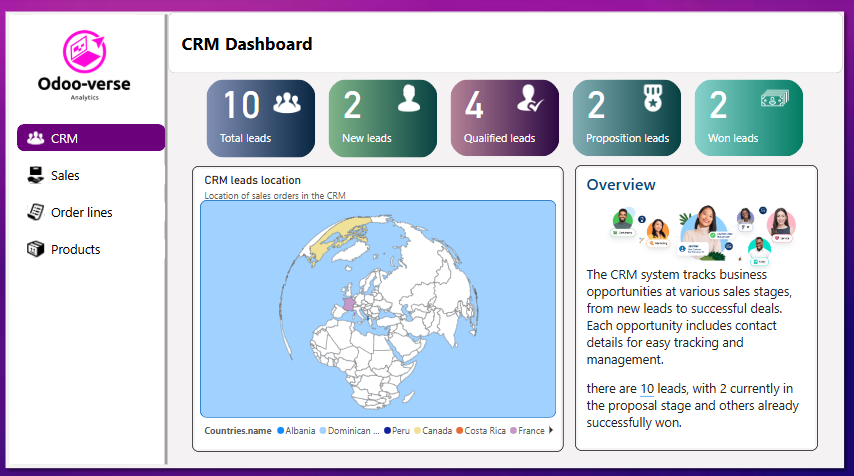 Odoo-verse
Analytics
CRM
Sales
Order lines
Products
CRM Dashboard
10
Total leads
2
New leads
4
Qualified leads
2
Proposition leads
2
Won leads
CRM leads location
Location of sales orders in the CRM
Countries.name Albania Dominican ... Peru Canada Costa Rica France
Overview
The CRM system tracks business
opportunities at various sales stages,
from new leads to successful deals.
Each opportunity includes contact
details for easy tracking and
management.
there are 10 leads, with 2 currently in
the proposal stage and others already
successfully won.